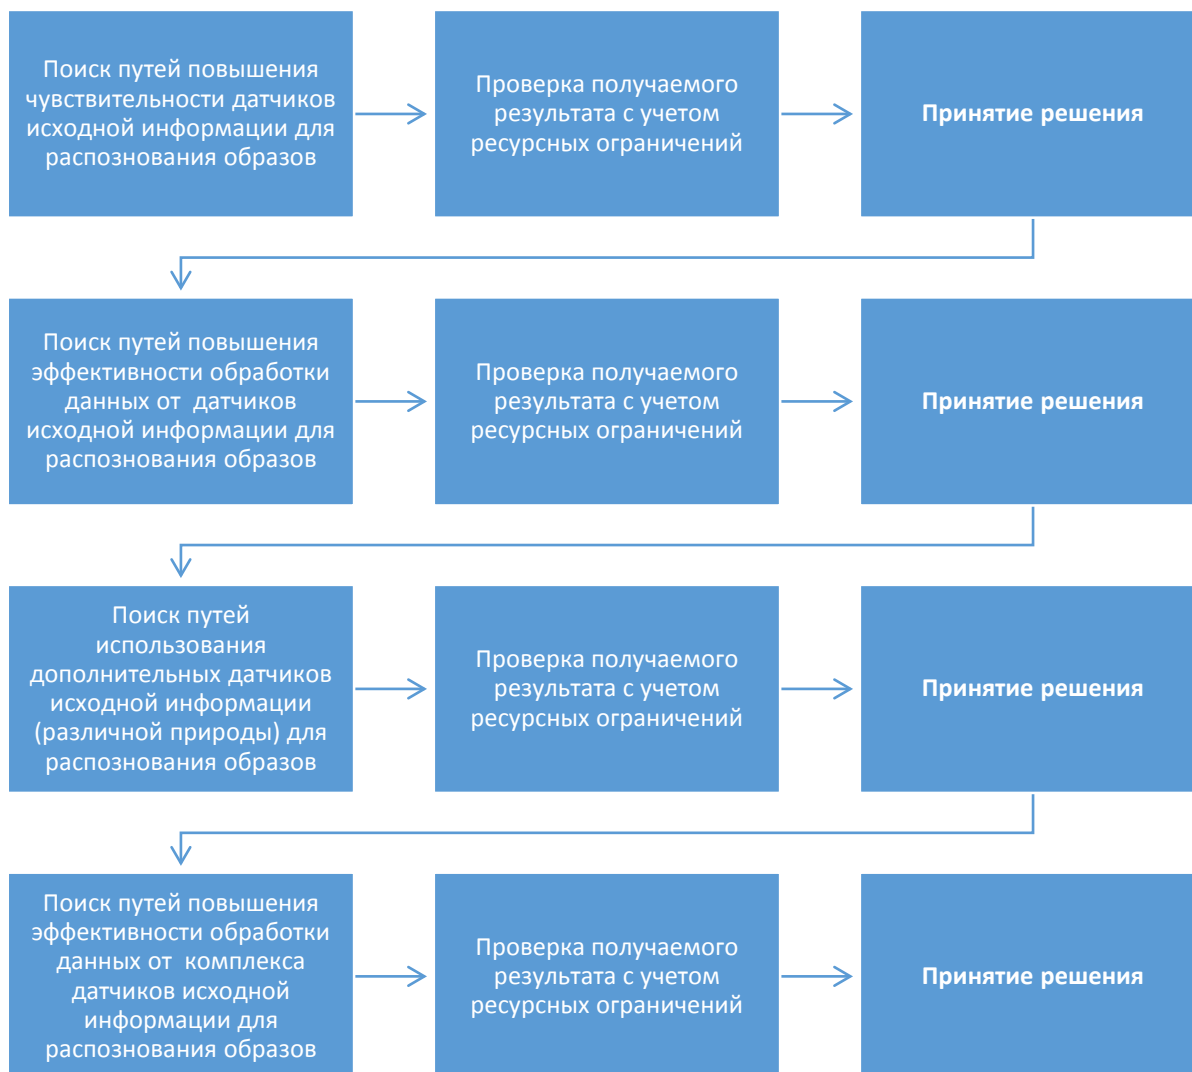 Поиск путей повышения
чувствительности датчиков
исходной информации для
распознования образов
Проверка получаемого
результата с учетом
ресурсных ограничений
Принятие решения
Поиск путей повышения
эффективности обработки
данных от датчиков
исходной информации для
распознования образов
Проверка получаемого
результата с учетом
ресурсных ограничений
Принятие решения
Поиск путей
использования
дополнительных датчиков
исходной информации
(различной природы) для
распознования образов
Проверка получаемого
результата с учетом
ресурсных ограничений
Принятие решения
Поиск путей повышения
эффективности обработки
данных от комплекса
датчиков исходной
информации для
распознования образов
Проверка получаемого
результата с учетом
ресурсных ограничений
Принятие решения